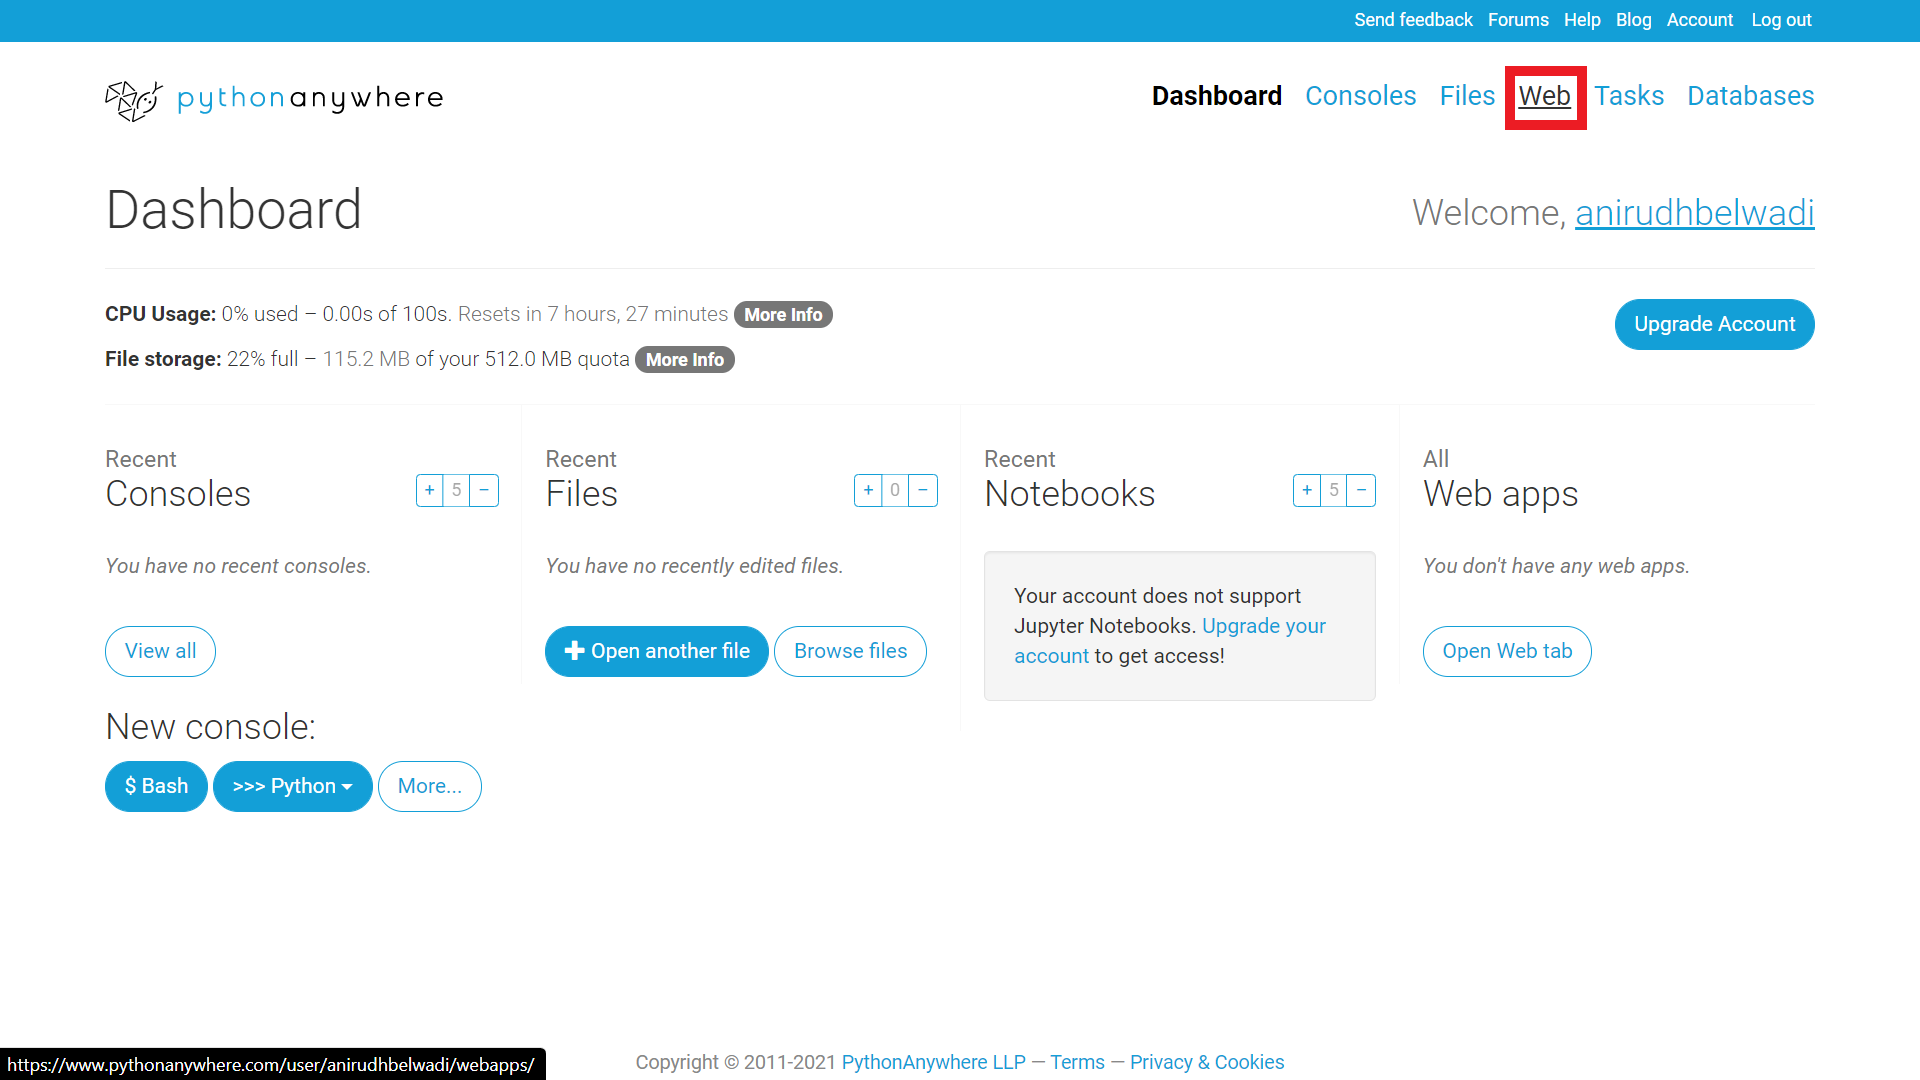 Send feedback Forums Help Blog Account Log out
pythonanywhere
Dashboard Consoles Files Web Tasks Databases
Dashboard
Welcome, anirudhbelwadi
CPU Usage: 0% used – 0.00s of 100s. Resets in 7 hours, 27 minutes More Info
File storage: 22% full – 115.2 MB of your 512.0 MB quota More Info
Upgrade Account
Recent
Consoles
+ 5 −
You have no recent consoles.
View all
New console:
$ Bash >>> Python More...
Recent
Files
+ 0 −
You have no recently edited files.
Open another file Browse files
Recent
Notebooks
+ 5 −
Your account does not support
Jupyter Notebooks. Upgrade your
account to get access!
All
Web apps
You don't have any web apps.
Open Web tab
Copyright © 2011-2021 PythonAnywhere LLP — Terms — Privacy & Cookies
https://www.pythonanywhere.com/user/anirudhbelwadi/webapps/